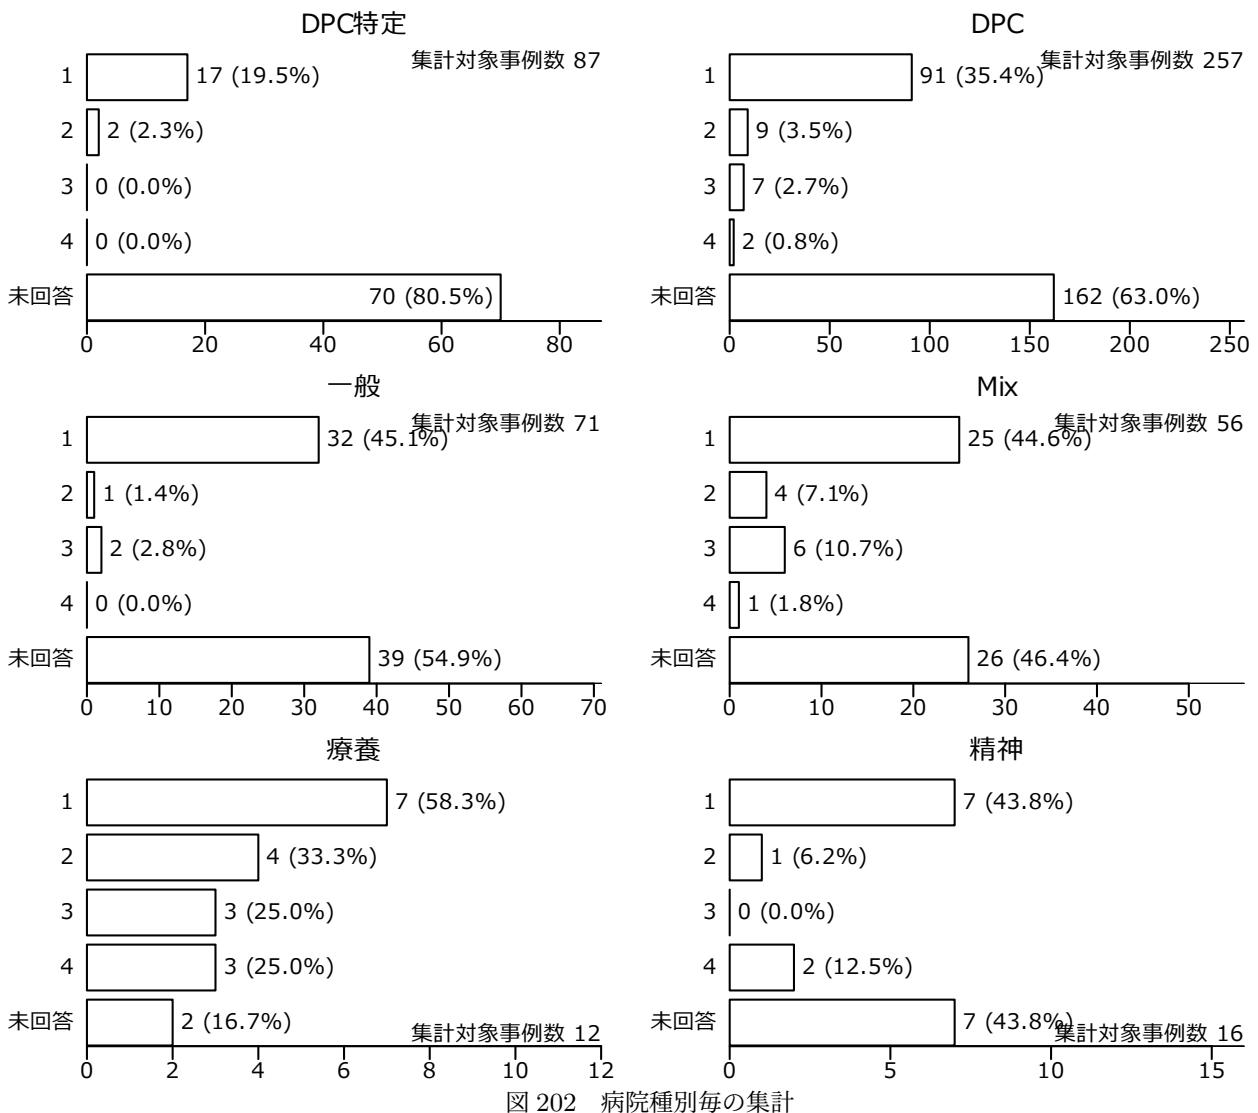 DPC特定
集計対象事例数 87
1 17 (19.5%)
2 2 (2.3%)
3 0 (0.0%)
4 0 (0.0%)
未回答 70 (80.5%)
0 20 40 60 80
DPC
集計対象事例数 257
1 91 (35.4%)
2 9 (3.5%)
3 7 (2.7%)
4 2 (0.8%)
未回答 162 (63.0%)
0 50 100 150 200 250
一般
集計対象事例数 71
1 32 (45.1%)
2 1 (1.4%)
3 2 (2.8%)
4 0 (0.0%)
未回答 39 (54.9%)
0 10 20 30 40 50 60 70
Mix
集計対象事例数 56
1 25 (44.6%)
2 4 (7.1%)
3 6 (10.7%)
4 1 (1.8%)
未回答 26 (46.4%)
0 10 20 30 40 50
療養
1 7 (58.3%)
2 4 (33.3%)
3 3 (25.0%)
4 3 (25.0%)
未回答 2 (16.7%)
集計対象事例数 12
0 2 4 6 8 10 12
精神
1 7 (43.8%)
2 1 (6.2%)
3 0 (0.0%)
4 2 (12.5%)
未回答 7 (43.8%)
集計対象事例数 16
0 5 10 15
図 202 病院種別毎の集計